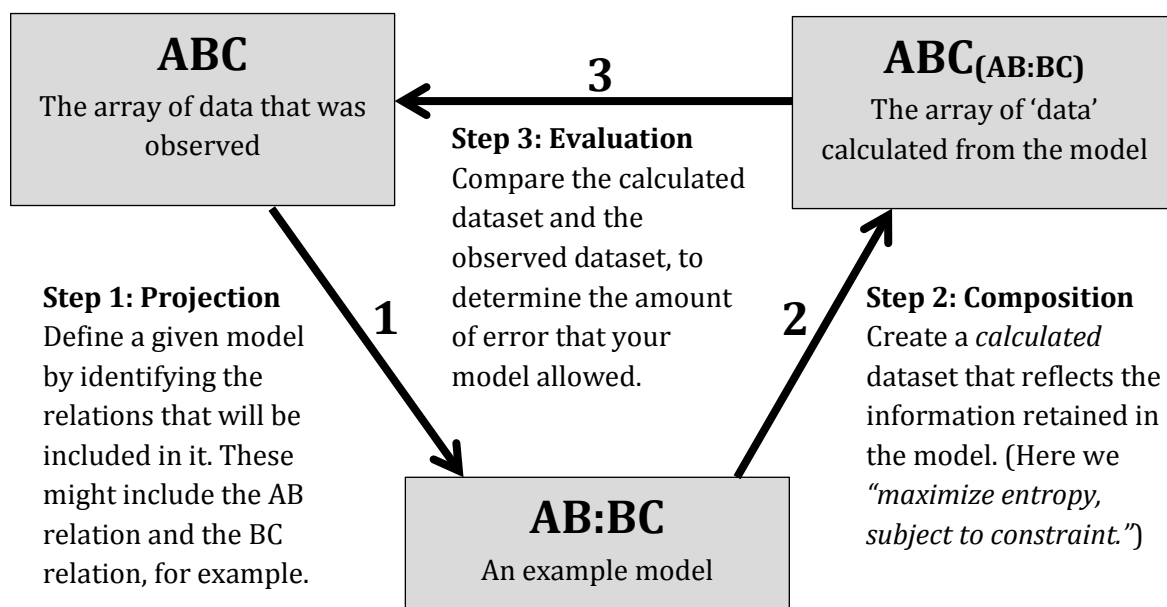 ABC
The array of data that was
observed
3
ABC(AB:BC)
The array of ‘data’
calculated from the model
Step 3: Evaluation
Compare the calculated
dataset and the
observed dataset, to
determine the amount
of error that your
model allowed.
Step 1: Projection
Define a given model
by identifying the
relations that will be
included in it. These
might include the AB
relation and the BC
relation, for example.
1
2
Step 2: Composition
Create a calculated
dataset that reflects the
information retained in
the model. (Here we
“maximize entropy,
subject to constraint.”)
AB:BC
An example model